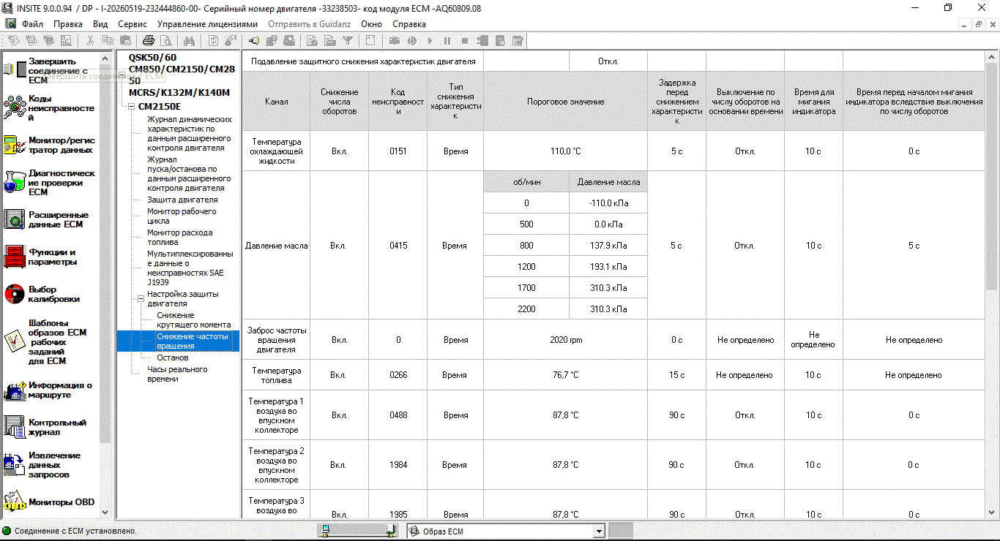 INSITE 9.0.0.94 / DP - I-20260519-232444860-00- Серийный номер двигателя -33238503- код модуля ECM -AQ60809.08
Файл Правка Вид Сервис Управление лицензиями Отправить в Guidanz Окно Справка
Завершить
соединение с
ECM
Коды
неисправносте
й
Монитор/регис
тратор данных
Диагностическ
ие проверки
ECM
Расширенные
данные ECM
Функции и
параметры
Выбор
калибровки
Шаблоны
образов ECM
рабочих
заданий
для ECM
Информация о
маршруте
Контрольный
журнал
Извлечение
данных
запросов
Мониторы OBD
Завершить соединение с ECM
QSK50/60
CM850/CM2150/CM28
50
MCRS/K132M/K140M
CM2150E
Журнал динамических
характеристик по
данным расширенного
контроля двигателя
Журнал
пуска/останова по
данным расширенного
контроля двигателя
Защита двигателя
Монитор рабочего
цикла
Монитор расхода
топлива
Мультиплексированны
е данные о
неисправностях SAE
J1939
Настройка защиты
двигателя
Снижение
крутящего момента
Снижение частоты
вращения
Останов
Часы реального
времени
Подавление защитного снижения характеристик двигателя Откл.
Канал
Снижение
числа
оборотов
Код
неисправност
и
Тип
снижения
характеристи
к
Пороговое значение
Задержка
перед
снижением
характеристи
к
Выключение по
числу оборотов на
основании времени
Время для
мигания
индикатора
Время перед началом мигания
индикатора вследствие выключения
по числу оборотов
Температура
охлаждающей
жидкости
Вкл. 0151 Время 110,0 °C 5 с Откл. 10 с 0 с
Давление масла Вкл. 0415 Время
об/мин Давление масла
0 -110.0 кПа
500 0.0 кПа
800 137.9 кПа
1200 193.1 кПа
1700 310.3 кПа
2200 310.3 кПа
5 с Откл. 10 с 5 с
Заброс частоты
вращения
двигателя
Вкл. 0 Время 2020 rpm 0 с Не определено
Не
определено
Не определено
Температура
топлива
Вкл. 0266 Время 76,7 °C 15 с Не определено 10 с Не определено
Температура 1
воздуха во
впускном
коллекторе
Вкл. 0488 Время 87,8 °C 90 с Откл. 10 с 0 с
Температура 2
воздуха во
впускном
коллекторе
Вкл. 1984 Время 87,8 °C 90 с Откл. 10 с 0 с
Температура 3
воздуха во
Вкл. 1985 Время 87,8 °C 90 с Откл. 10 с 0 с
Соединение с ECM установлено.
Образ ECM